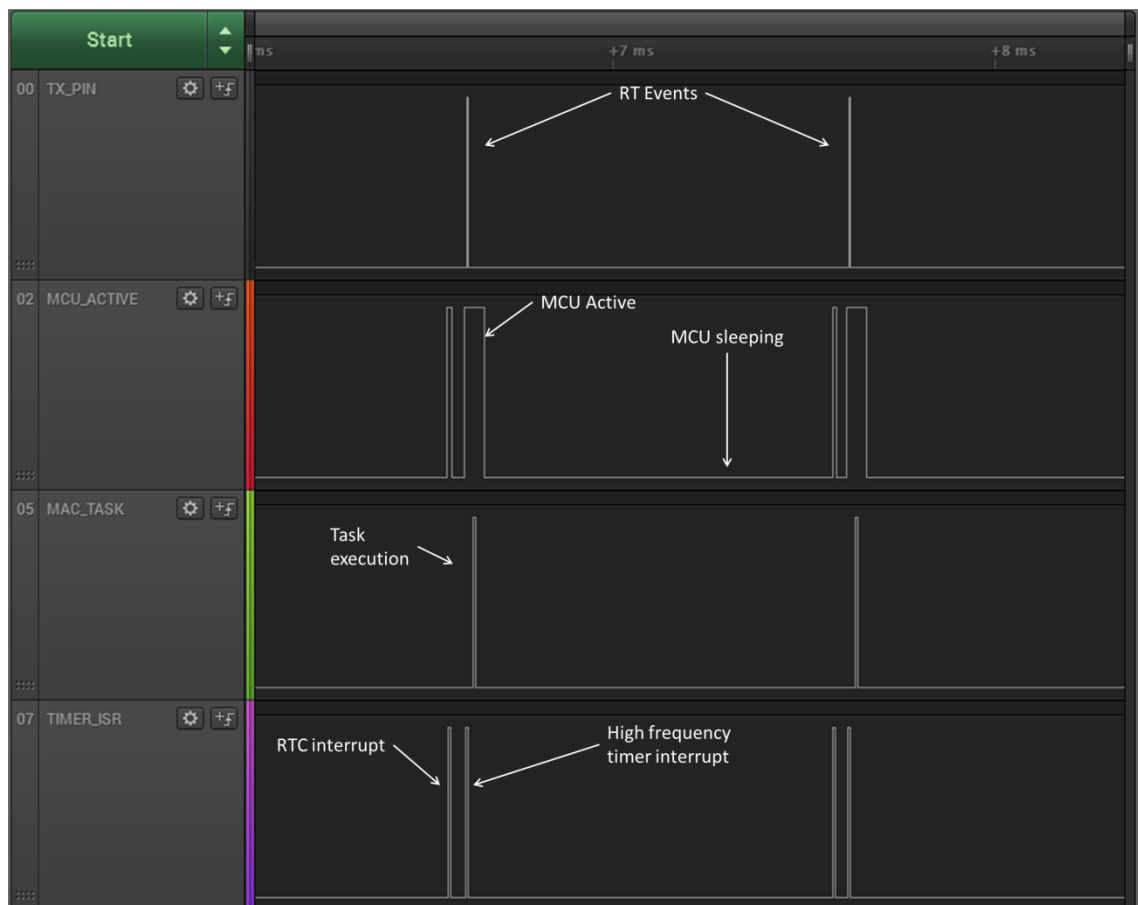 Start
ms
+7 ms
+8 ms
00 TX_PIN
RT Events
02 MCU_ACTIVE
MCU Active
MCU sleeping
05 MAC_TASK
Task
execution
07 TIMER_ISR
RTC interrupt
High frequency
timer interrupt